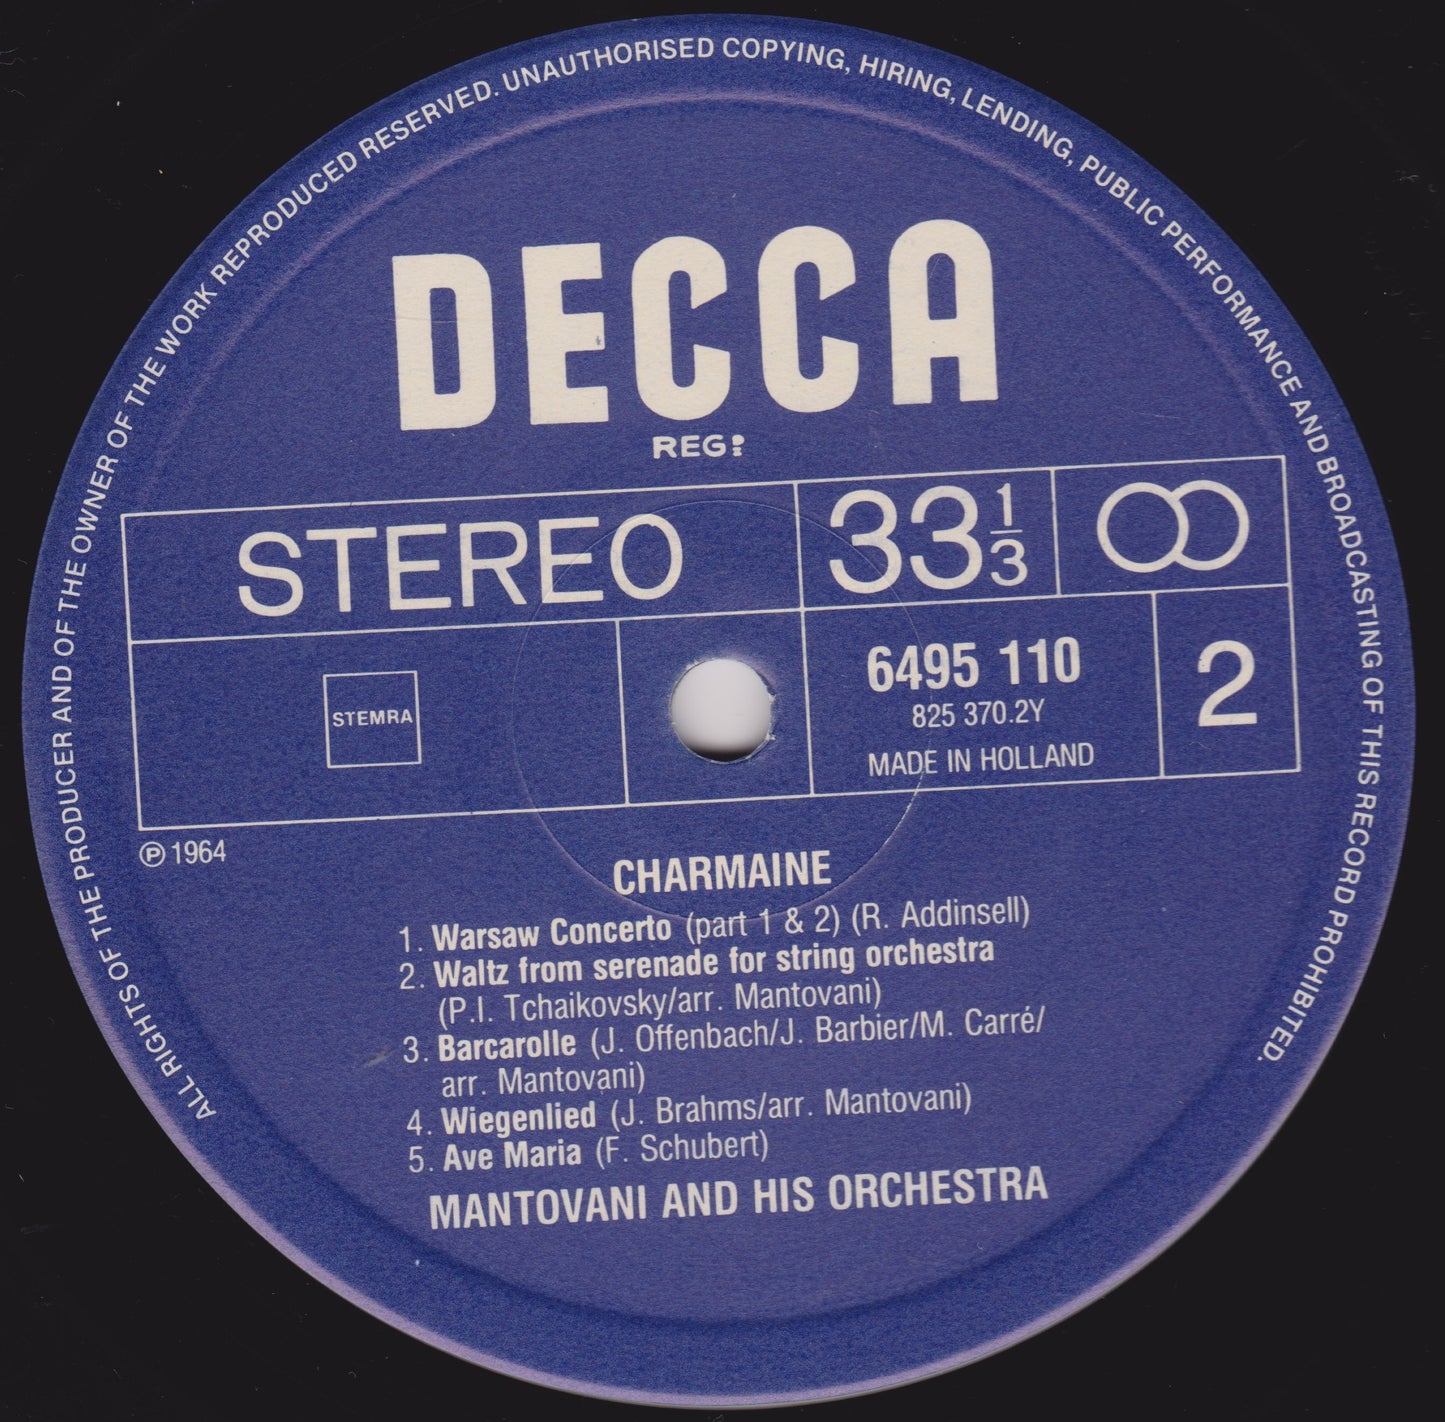 ALL RIGHTS OF THE PRODUCER AND OF THE OWNER OF THE WORK REPRODUCED RESERVED. UNAUTHORISED COPYING, HIRING, LENDING, PUBLIC PERFORMANCE AND BROADCASTING OF THIS RECORD PROHIBITED.
DECCA
REG:
STEREO
33 1/3
STEMRA
6495 110
825 370.2Y
MADE IN HOLLAND
2
℗ 1964
CHARMAINE
1. Warsaw Concerto (part 1 & 2) (R. Addinsell)
2. Waltz from serenade for string orchestra
(P.I. Tchaikovsky/arr. Mantovani)
3. Barcarolle (J. Offenbach/J. Barbier/M. Carré/
arr. Mantovani)
4. Wiegenlied (J. Brahms/arr. Mantovani)
5. Ave Maria (F. Schubert)
MANTOVANI AND HIS ORCHESTRA